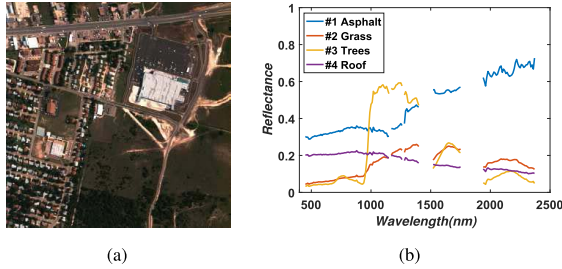 #1 Asphalt
#2 Grass
#3 Trees
#4 Roof
Reflectance
1
0.8
0.6
0.4
0.2
0
500
1000
1500
2000
2500
Wavelength(nm)
(a)
(b)